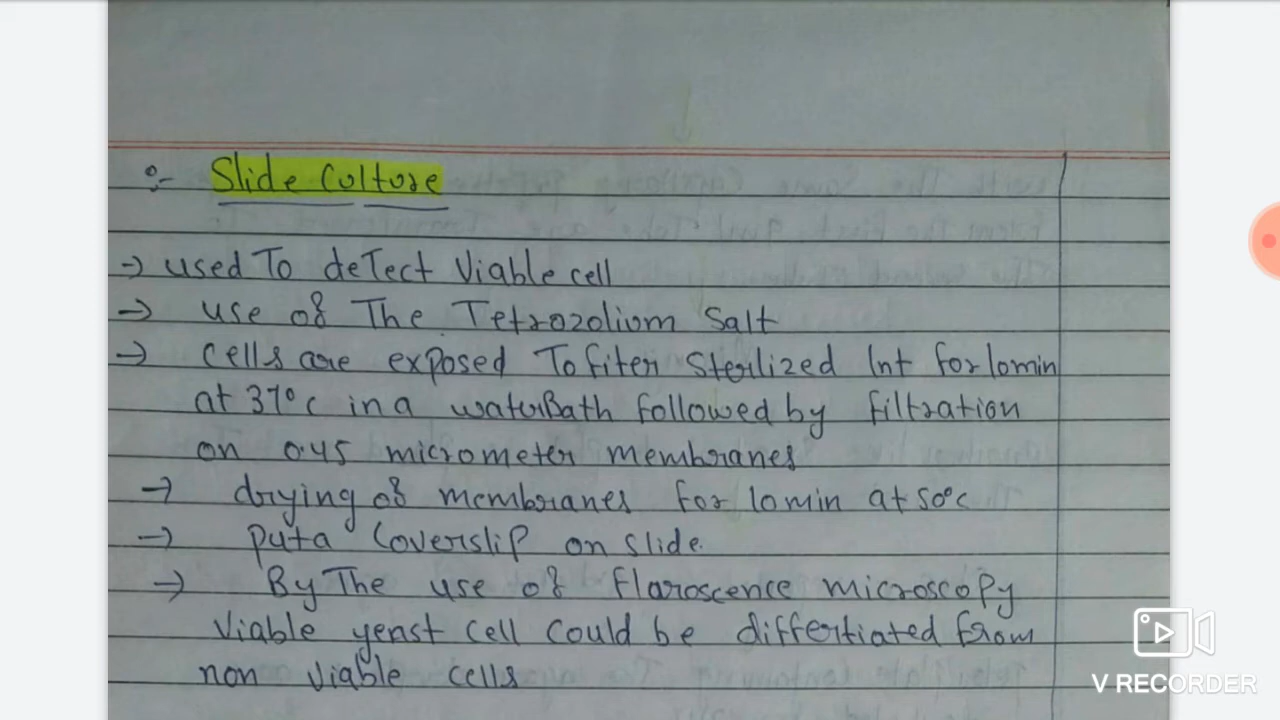 :- Slide Culture
→ used To deTect Viable cell
→ use of The Tetrozolium Salt
→ Cells are exposed To fiter Sterilized Int for 10min
at 37°c in a waterBath followed by filtration
on 0.45 micrometer membranes
→ drying of membranes for 10min at 50°c
→ put a Coverslip on slide.
→ By The use of flaroscence microscopy
Viable yenst cell could be differtiated from
non viable cells
V RECORDER